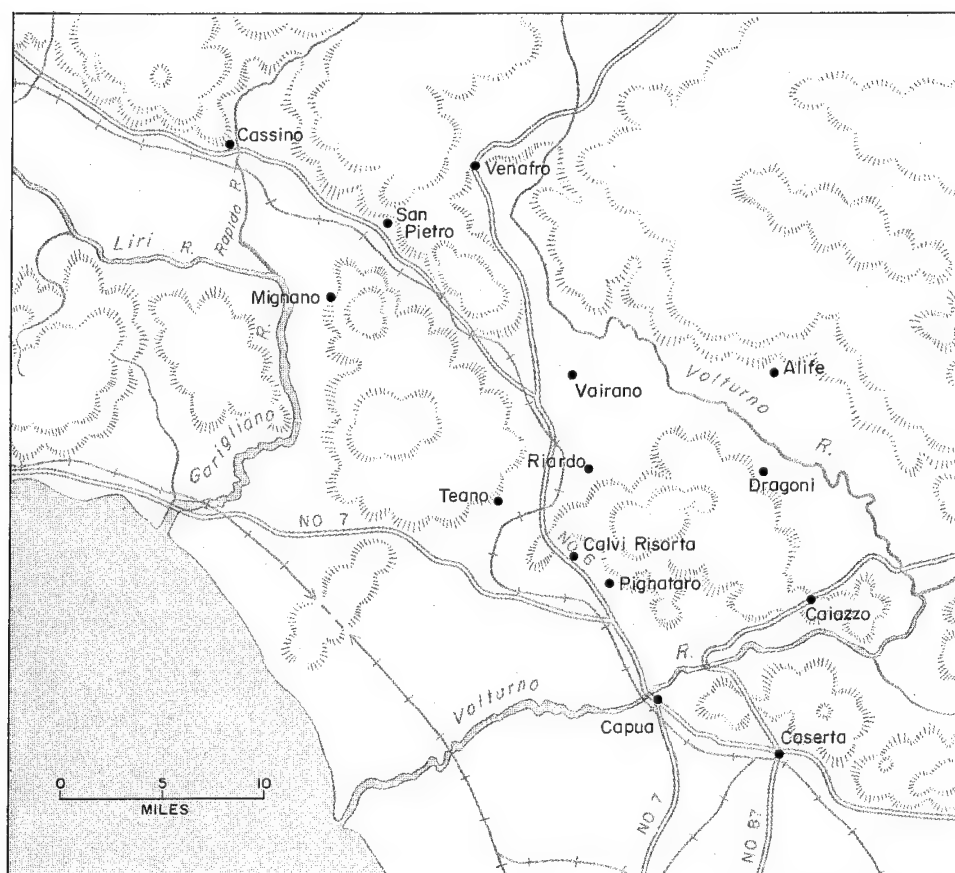 Cassino
Venafro
San
Pietro
Rapido R.
Liri R.
Mignano
R.
Garigliano
Vairano
Volturno
R.
Alife
Riardo
Dragoni
Teano
NO 7
NO 6
Calvi Risorta
Pignataro
Caiazzo
R.
Volturno
Capua
Caserta
0 5 10
MILES
NO 7
NO 87